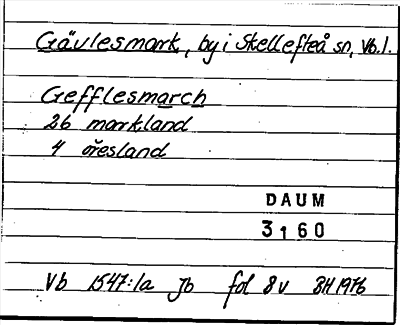 Gävlesmark, by i Skellefteå sn, Vb.l.
Gefflesmarch
26 markland
4 öresland
DAUM
3160
Vb 1547:1a Jb fol 8v BH 1976